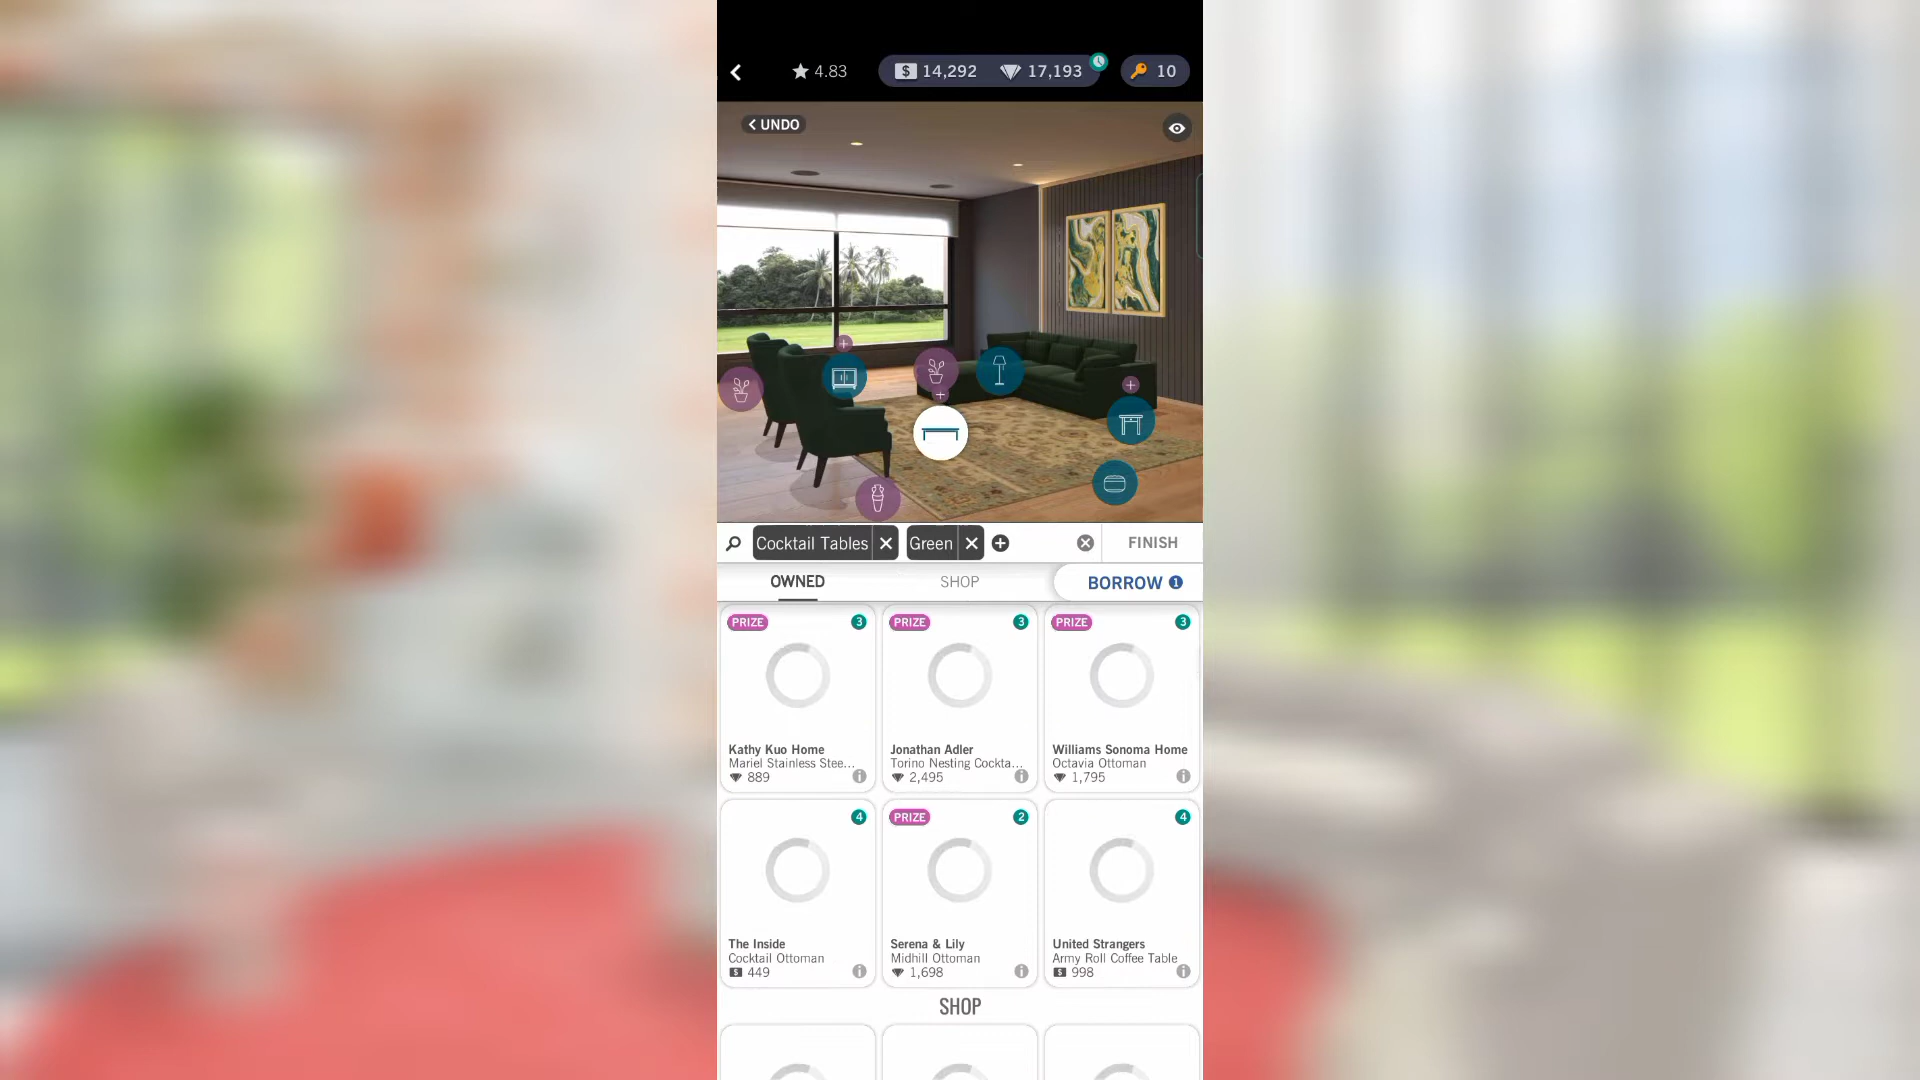 4.83
$ 14,292
17,193
10
UNDO
Cocktail Tables
Green
FINISH
OWNED
SHOP
BORROW 1
PRIZE 3
PRIZE 3
PRIZE 3
Kathy Kuo Home
Mariel Stainless Stee...
889
Jonathan Adler
Torino Nesting Cockta...
2,495
Williams Sonoma Home
Octavia Ottoman
1,795
4
PRIZE 2
4
The Inside
Cocktail Ottoman
$ 449
Serena & Lily
Midhill Ottoman
1,698
United Strangers
Army Roll Coffee Table
$ 998
SHOP